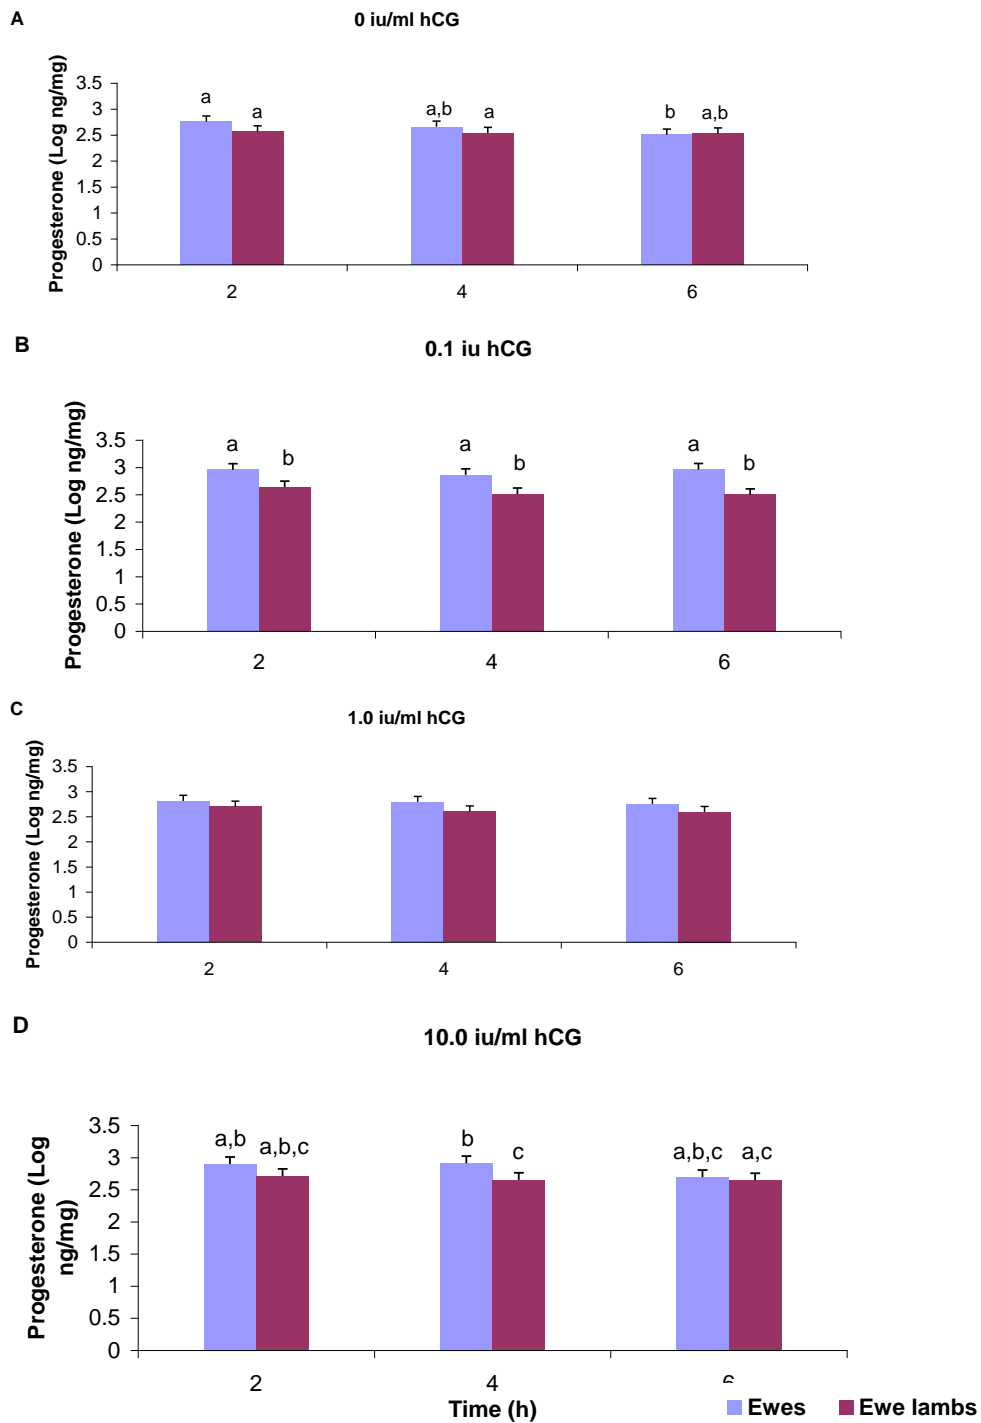 A
0 iu/ml hCG
Progesterone (Log ng/mg)
3.5
3
2.5
2
1.5
1
0.5
0
a
a
a,b
a
b
a,b
2
4
6
B
0.1 iu hCG
Progesterone (Log ng/mg)
3.5
3
2.5
2
1.5
1
0.5
0
a
b
a
b
a
b
2
4
6
C
1.0 iu/ml hCG
Progesterone (Log ng/mg)
3.5
3
2.5
2
1.5
1
0.5
0
2
4
6
D
10.0 iu/ml hCG
Progesterone (Log
ng/mg)
3.5
3
2.5
2
1.5
1
0.5
0
a,b
a,b,c
b
c
a,b,c
a,c
2
4
Time (h)
Ewes
Ewe lambs